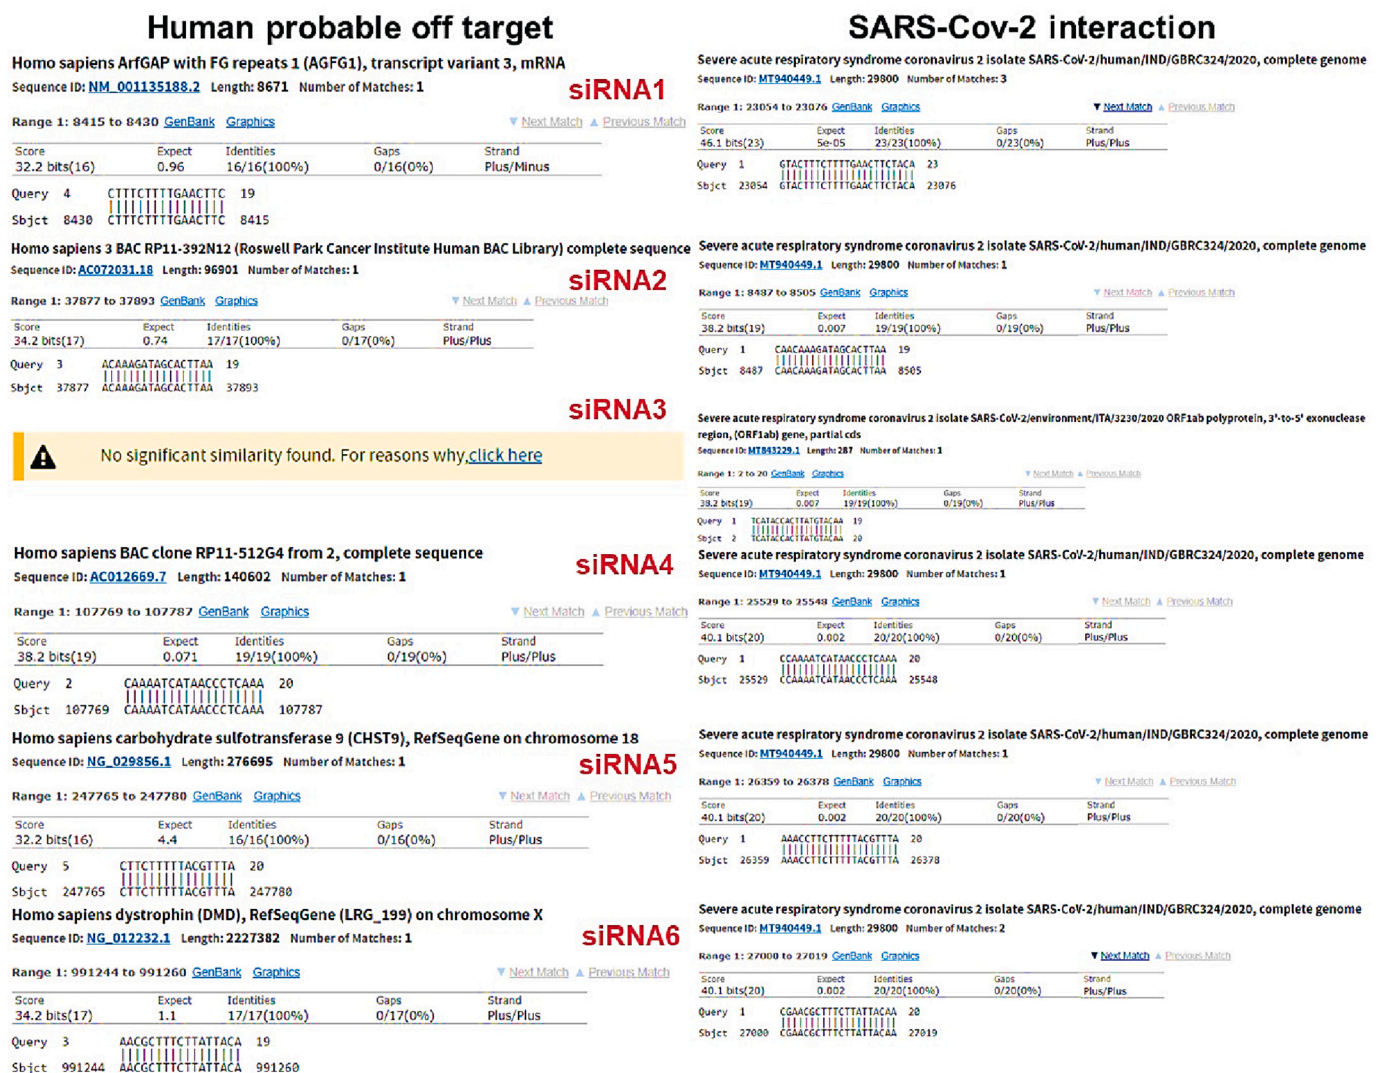 Human probable off target
Homo sapiens ArfGAP with FG repeats 1 (AGFG1), transcript variant 3, mRNA
Sequence ID: NM_001135188.2 Length: 8671 Number of Matches: 1
siRNA1
Range 1: 8415 to 8430 GenBank Graphics ▼ Next Match ▲ Previous Match
Score Expect Identities Gaps Strand
32.2 bits(16) 0.96 16/16(100%) 0/16(0%) Plus/Minus
Query 4 CTTTCTTTTGAACTTC 19
Sbjct 8430 CTTTCTTTTGAACTTC 8415
Homo sapiens 3 BAC RP11-392N12 (Roswell Park Cancer Institute Human BAC Library) complete sequence
Sequence ID: AC072031.18 Length: 96901 Number of Matches: 1
siRNA2
Range 1: 37877 to 37893 GenBank Graphics ▼ Next Match ▲ Previous Match
Score Expect Identities Gaps Strand
34.2 bits(17) 0.74 17/17(100%) 0/17(0%) Plus/Plus
Query 3 ACAAAGATAGCACTTAA 19
Sbjct 37877 ACAAAGATAGCACTTAA 37893
siRNA3
No significant similarity found. For reasons why,click here
Homo sapiens BAC clone RP11-512G4 from 2, complete sequence
Sequence ID: AC012669.7 Length: 140602 Number of Matches: 1
siRNA4
Range 1: 107769 to 107787 GenBank Graphics ▼ Next Match ▲ Previous Match
Score Expect Identities Gaps Strand
38.2 bits(19) 0.071 19/19(100%) 0/19(0%) Plus/Plus
Query 2 CAAAATCATAACCCTCAAA 20
Sbjct 107769 CAAAATCATAACCCTCAAA 107787
Homo sapiens carbohydrate sulfotransferase 9 (CHST9), RefSeqGene on chromosome 18
Sequence ID: NG_029856.1 Length: 276695 Number of Matches: 1
siRNA5
Range 1: 247765 to 247780 GenBank Graphics ▼ Next Match ▲ Previous Match
Score Expect Identities Gaps Strand
32.2 bits(16) 4.4 16/16(100%) 0/16(0%) Plus/Plus
Query 5 CTTCTTTTTACGTTTA 20
Sbjct 247765 CTTCTTTTTACGTTTA 247780
Homo sapiens dystrophin (DMD), RefSeqGene (LRG_199) on chromosome X
Sequence ID: NG_012232.1 Length: 2227382 Number of Matches: 1
siRNA6
Range 1: 991244 to 991260 GenBank Graphics ▼ Next Match ▲ Previous Match
Score Expect Identities Gaps Strand
34.2 bits(17) 1.1 17/17(100%) 0/17(0%) Plus/Plus
Query 3 AACGCTTTCTTATTACA 19
Sbjct 991244 AACGCTTTCTTATTACA 991260
SARS-Cov-2 interaction
Severe acute respiratory syndrome coronavirus 2 isolate SARS-CoV-2/human/IND/GBRC324/2020, complete genome
Sequence ID: MT940449.1 Length: 29800 Number of Matches: 3
Range 1: 23054 to 23076 GenBank Graphics ▼ Next Match ▲ Previous Match
Score Expect Identities Gaps Strand
46.1 bits(23) 5e-05 23/23(100%) 0/23(0%) Plus/Plus
Query 1 GTACTTTCTTTTGAACTTCTACA 23
Sbjct 23054 GTACTTTCTTTTGAACTTCTACA 23076
Severe acute respiratory syndrome coronavirus 2 isolate SARS-CoV-2/human/IND/GBRC324/2020, complete genome
Sequence ID: MT940449.1 Length: 29800 Number of Matches: 1
Range 1: 8487 to 8505 GenBank Graphics ▼ Next Match ▲ Previous Match
Score Expect Identities Gaps Strand
38.2 bits(19) 0.007 19/19(100%) 0/19(0%) Plus/Plus
Query 1 CAACAAAGATAGCACTTAA 19
Sbjct 8487 CAACAAAGATAGCACTTAA 8505
Severe acute respiratory syndrome coronavirus 2 isolate SARS-CoV-2/environment/ITA/3230/2020 ORF1ab polyprotein, 3'-to-5' exonuclease
region, (ORF1ab) gene, partial cds
Sequence ID: MT843229.1 Length: 287 Number of Matches: 1
Range 1: 2 to 20 GenBank Graphics ▼ Next Match ▲ Previous Match
Score Expect Identities Gaps Strand
38.2 bits(19) 0.007 19/19(100%) 0/19(0%) Plus/Plus
Query 1 TCATACCACTTATGTACAA 19
Sbjct 2 TCATACCACTTATGTACAA 20
Severe acute respiratory syndrome coronavirus 2 isolate SARS-CoV-2/human/IND/GBRC324/2020, complete genome
Sequence ID: MT940449.1 Length: 29800 Number of Matches: 1
Range 1: 25529 to 25548 GenBank Graphics ▼ Next Match ▲ Previous Match
Score Expect Identities Gaps Strand
40.1 bits(20) 0.002 20/20(100%) 0/20(0%) Plus/Plus
Query 1 CCAAAATCATAACCCTCAAA 20
Sbjct 25529 CCAAAATCATAACCCTCAAA 25548
Severe acute respiratory syndrome coronavirus 2 isolate SARS-CoV-2/human/IND/GBRC324/2020, complete genome
Sequence ID: MT940449.1 Length: 29800 Number of Matches: 1
Range 1: 26359 to 26378 GenBank Graphics ▼ Next Match ▲ Previous Match
Score Expect Identities Gaps Strand
40.1 bits(20) 0.002 20/20(100%) 0/20(0%) Plus/Plus
Query 1 AAACCTTCTTTTTACGTTTA 20
Sbjct 26359 AAACCTTCTTTTTACGTTTA 26378
Severe acute respiratory syndrome coronavirus 2 isolate SARS-CoV-2/human/IND/GBRC324/2020, complete genome
Sequence ID: MT940449.1 Length: 29800 Number of Matches: 2
Range 1: 27000 to 27019 GenBank Graphics ▼ Next Match ▲ Previous Match
Score Expect Identities Gaps Strand
40.1 bits(20) 0.002 20/20(100%) 0/20(0%) Plus/Plus
Query 1 CGAACGCTTTCTTATTACAA 20
Sbjct 27000 CGAACGCTTTCTTATTACAA 27019